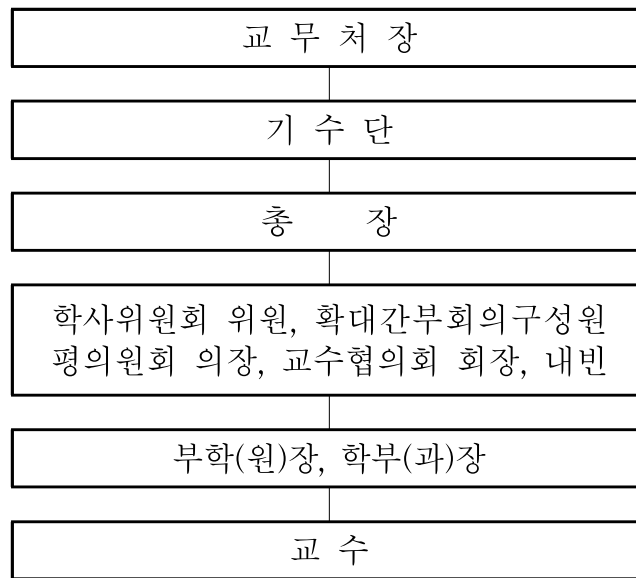 교 무 처 장
기 수 단
총 장
학사위원회 위원, 확대간부회의구성원
평의원회 의장, 교수협의회 회장, 내빈
부학(원)장, 학부(과)장
교 수